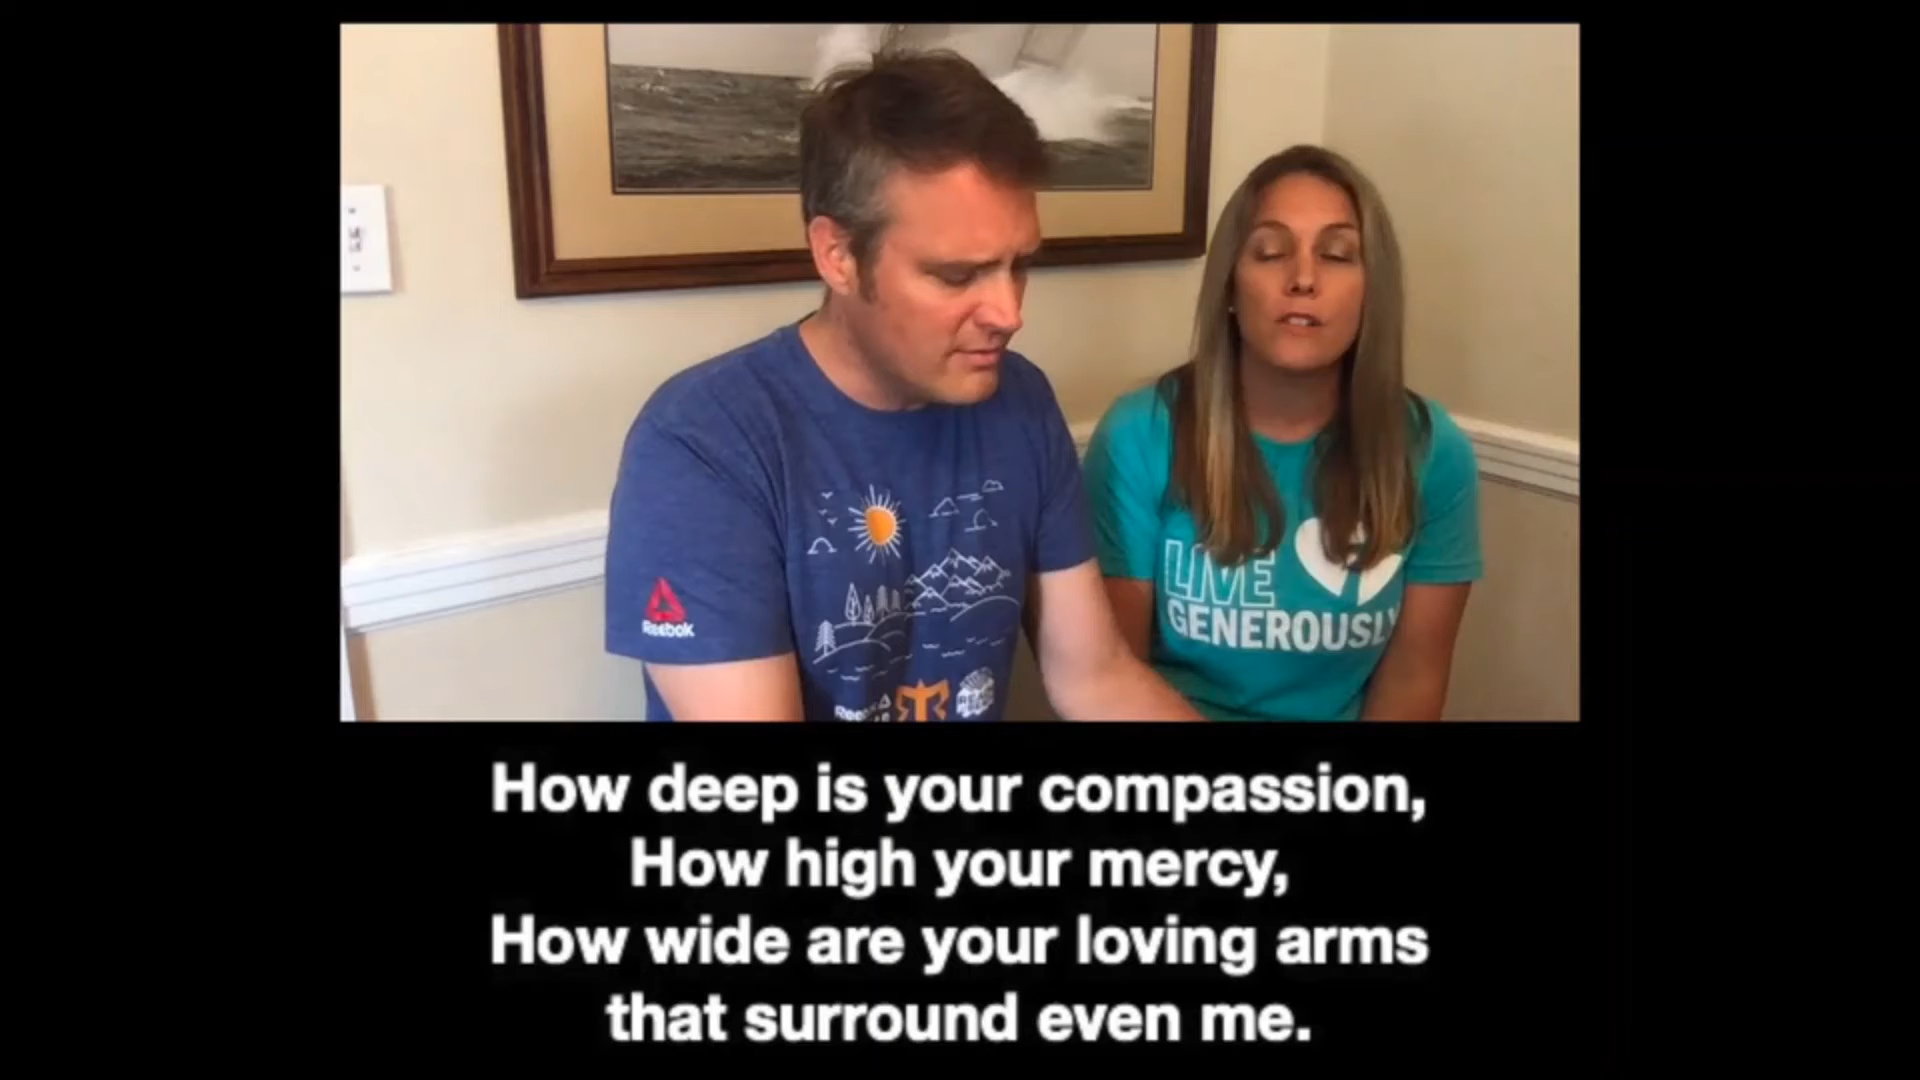 Reebok
LIVE
GENEROUSLY
How deep is your compassion,
How high your mercy,
How wide are your loving arms
that surround even me.